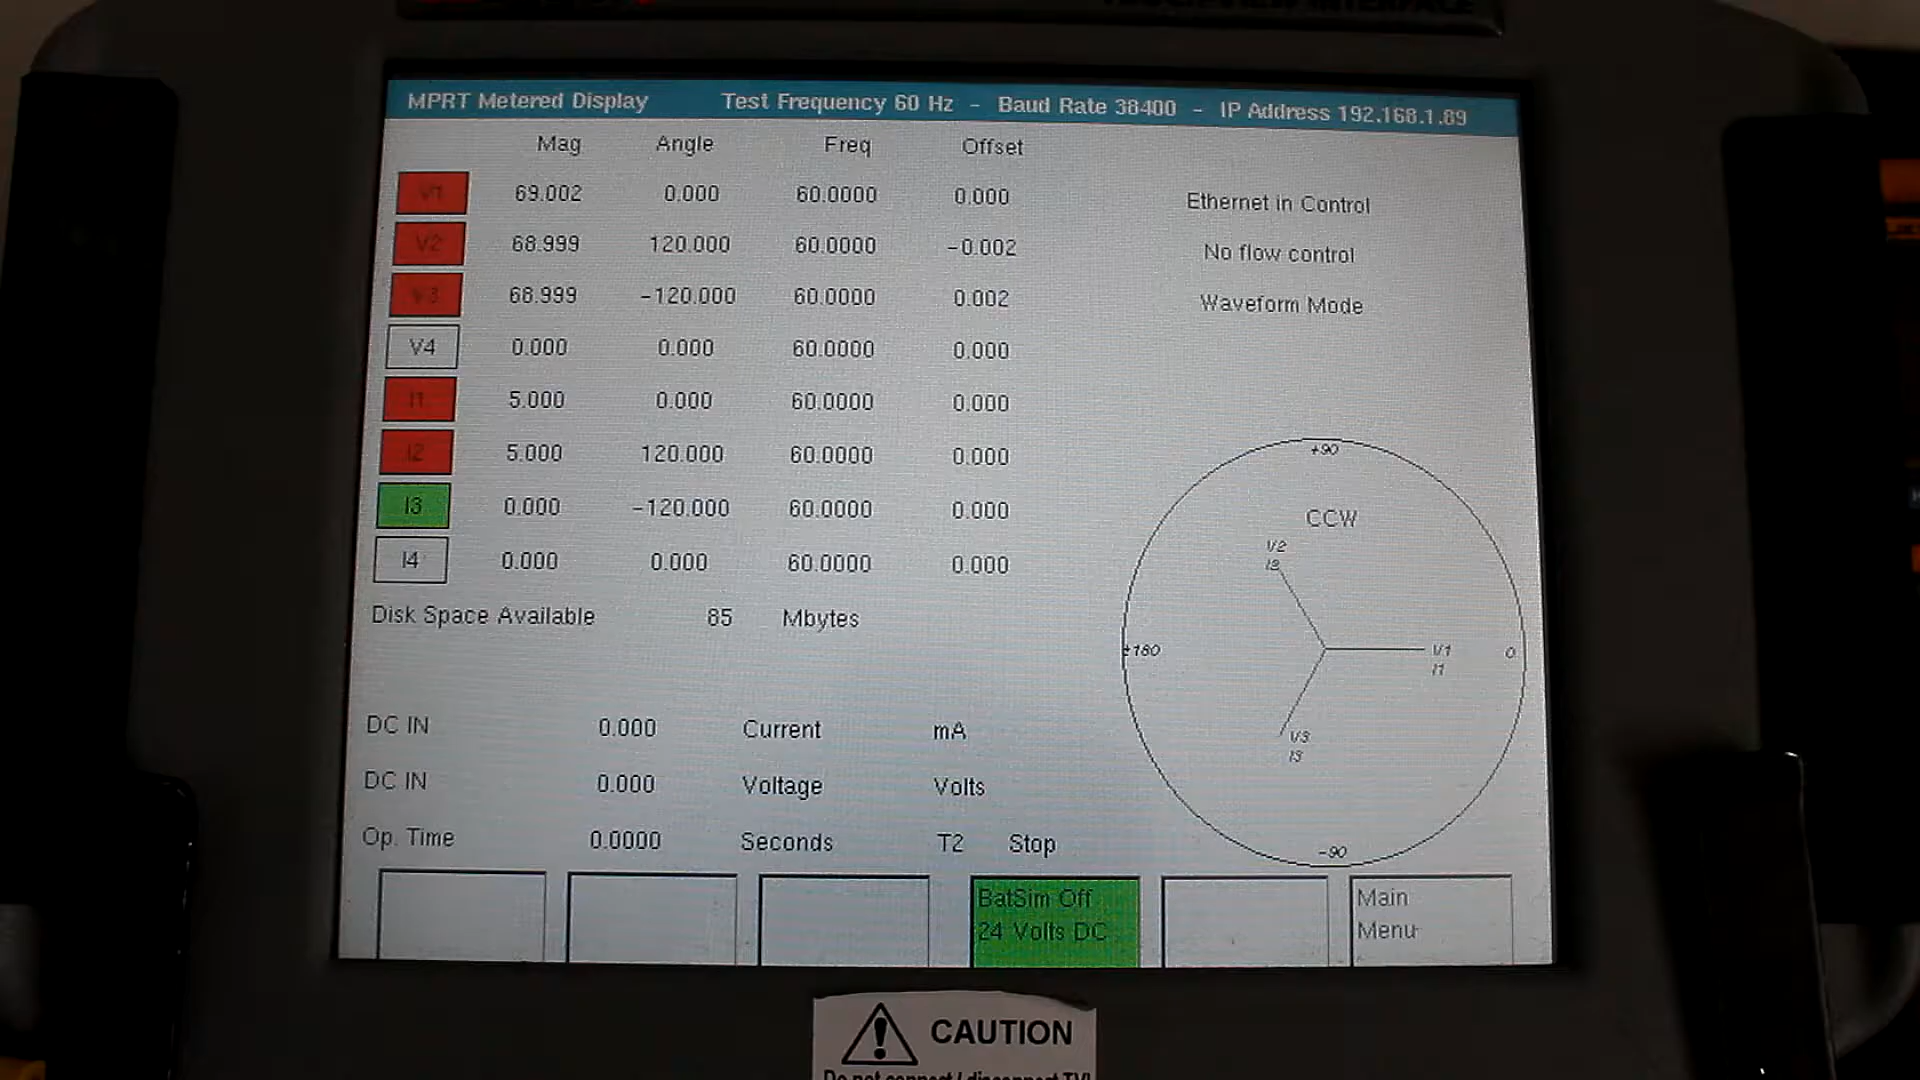 MPRT Metered Display Test Frequency 60 Hz - Baud Rate 38400 - IP Address 192.168.1.89
Mag Angle Freq Offset
V1 69.002 0.000 60.0000 0.000
V2 68.999 120.000 60.0000 -0.002
V3 68.999 -120.000 60.0000 0.002
V4 0.000 0.000 60.0000 0.000
I1 5.000 0.000 60.0000 0.000
I2 5.000 120.000 60.0000 0.000
I3 0.000 -120.000 60.0000 0.000
I4 0.000 0.000 60.0000 0.000
Ethernet in Control
No flow control
Waveform Mode
+90
CCW
V2
I2
±180
V1
I1
0
V3
I3
-90
Disk Space Available 85 Mbytes
DC IN 0.000 Current mA
DC IN 0.000 Voltage Volts
Op. Time 0.0000 Seconds T2 Stop
BatSim Off
24 Volts DC
Main
Menu
CAUTION
Do not connect / disconnect TVI